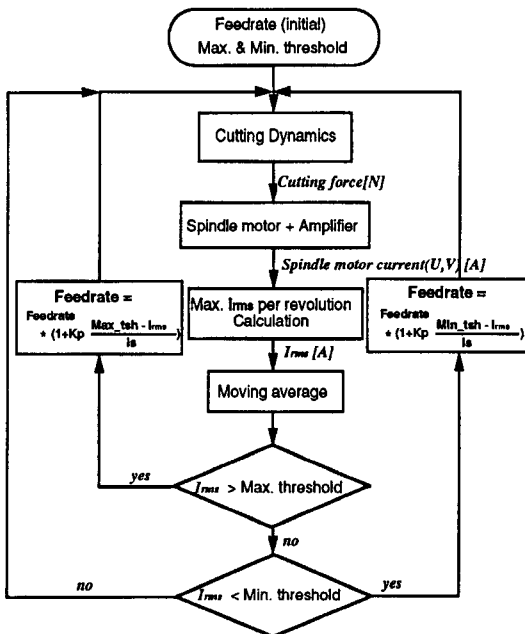 Feedrate (initial)
Max. & Min. threshold
Cutting Dynamics
Cutting force[N]
Spindle motor + Amplifier
Spindle motor current(U,V) [A]
Feedrate =
Feedrate
* (1+Kp Max_tsh - Irms / Is )
Max. Irms per revolution
Calculation
Feedrate =
Feedrate
* (1+Kp Min_tsh - Irms / Is )
Irms [A]
Moving average
yes
Irms > Max. threshold
no
no
Irms < Min. threshold
yes